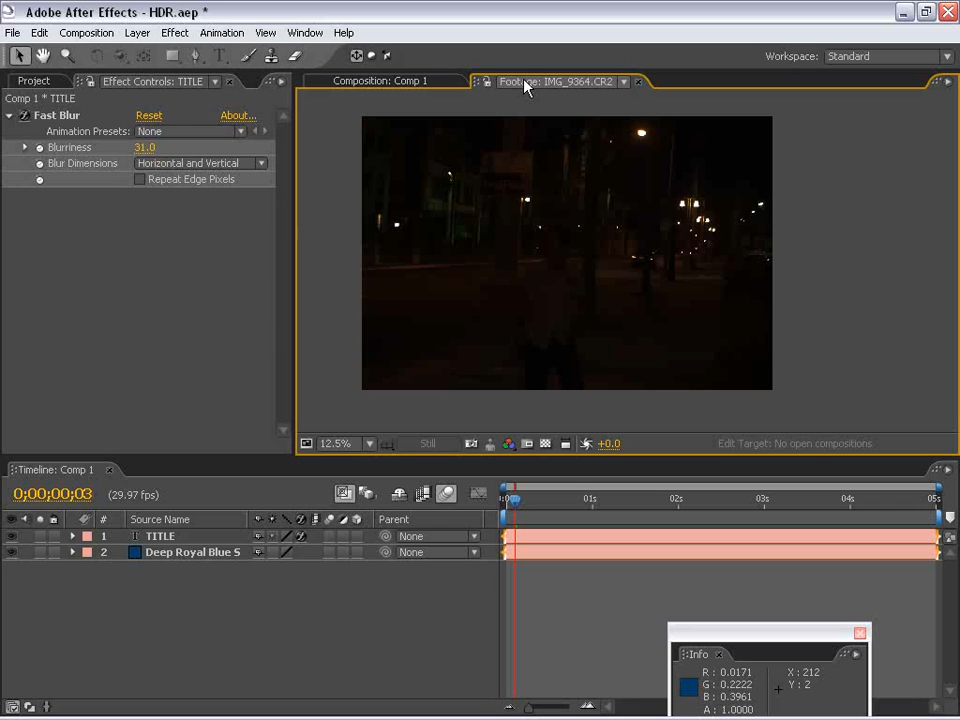 Adobe After Effects - HDR.aep *
File Edit Composition Layer Effect Animation View Window Help
Workspace: Standard
Project Effect Controls: TITLE Composition: Comp 1 Footage: IMG_9364.CR2
Comp 1 * TITLE
Fast Blur Reset About...
Animation Presets: None
Blurriness 31.0
Blur Dimensions Horizontal and Vertical
Repeat Edge Pixels
12.5% Still +0.0 Edit Target: No open compositions
Timeline: Comp 1
0;00;00;03 (29.97 fps) 01s 02s 03s 04s 05s
# Source Name Parent
1 T TITLE None
2 Deep Royal Blue S None
Info
R : 0.0171 X : 212
G : 0.2222 Y : 2
B : 0.3961
A : 1.0000